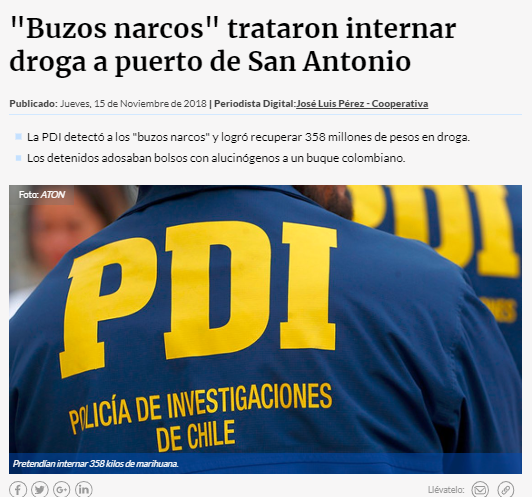 "Buzos narcos" trataron internar
droga a puerto de San Antonio
Publicado: Jueves, 15 de Noviembre de 2018 | Periodista Digital:José Luis Pérez - Cooperativa
La PDI detectó a los "buzos narcos" y logró recuperar 358 millones de pesos en droga.
Los detenidos adosaban bolsos con alucinógenos a un buque colombiano.
Foto: ATON
PDI
POLICÍA DE INVESTIGACIONES
DE CHILE
Pretendían internar 358 kilos de marihuana.
Llévatelo: